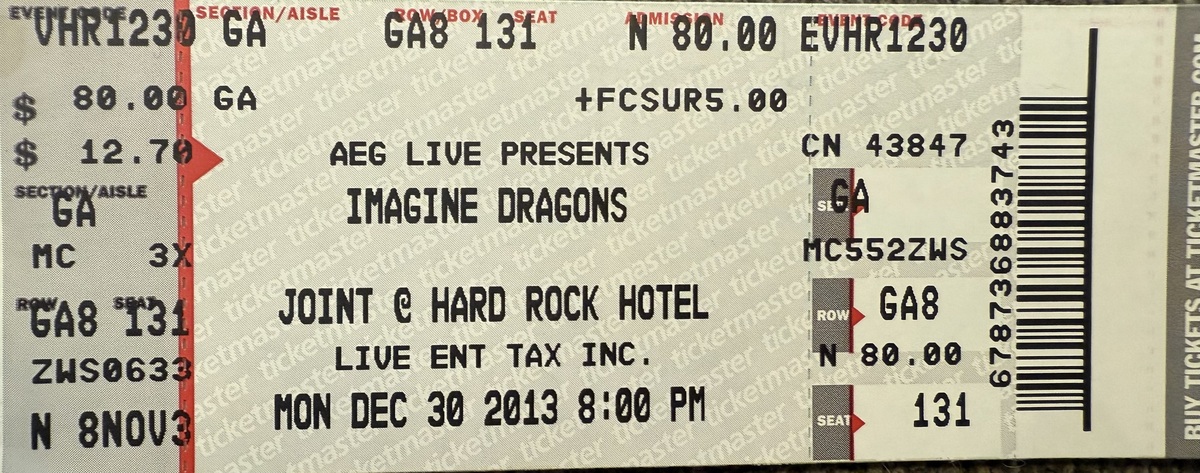 EVENT CODE SECTION/AISLE ROW/BOX SEAT ADMISSION EVENT CODE
VHR1230 GA GA8 131 N 80.00 EVHR1230
$ 80.00 GA +FCSUR5.00
$ 12.70 AEG LIVE PRESENTS CN 43847
SECTION/AISLE
GA IMAGINE DRAGONS GA
MC 3X MC552ZWS
ROW SEAT
GA8 131 JOINT @ HARD ROCK HOTEL ROW GA8
ZWS0633 LIVE ENT TAX INC. N 80.00
N 8NOV3 MON DEC 30 2013 8:00 PM SEAT 131
678736883743
BUY TICKETS AT TICKETMASTER.COM
ticketmaster